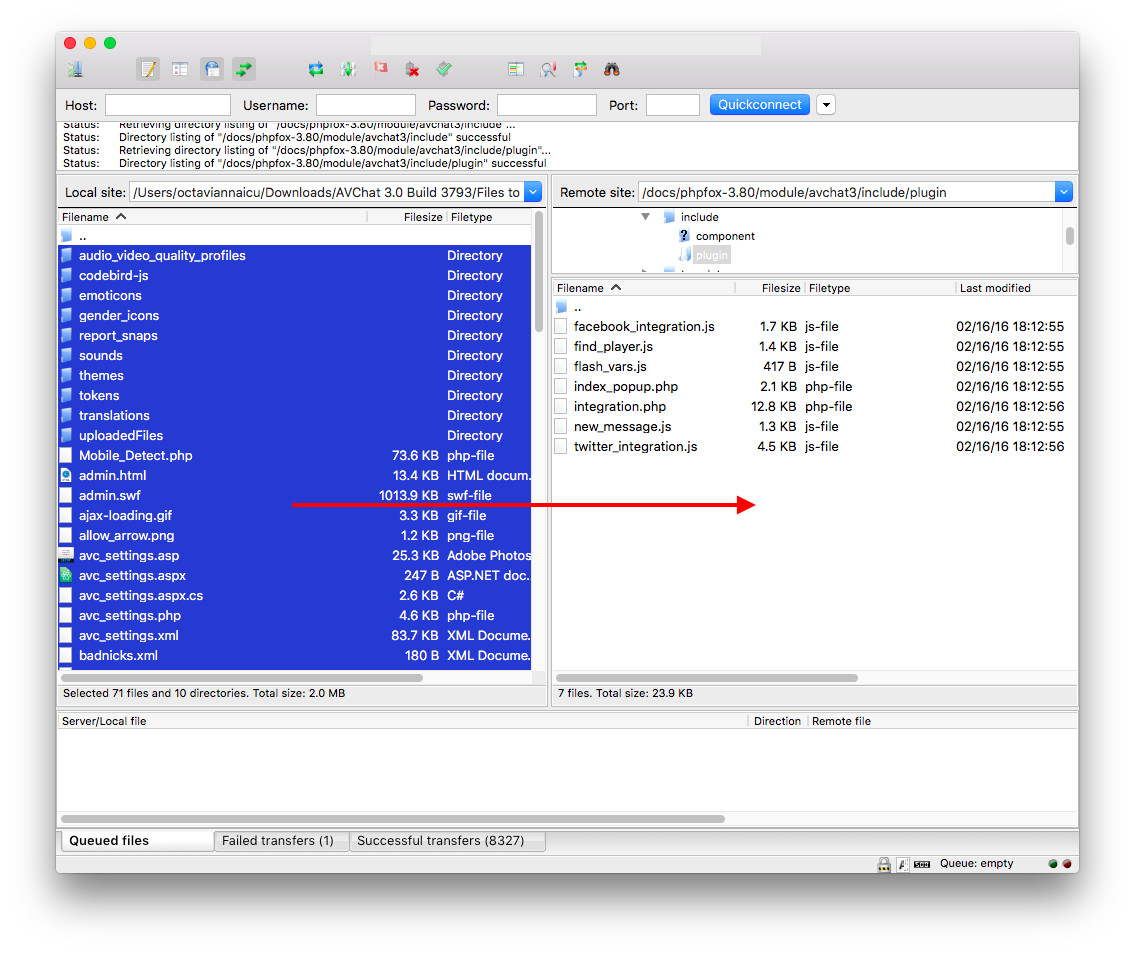 Host: Username: Password: Port: Quickconnect
Status: Retrieving directory listing of "/docs/phpfox-3.80/module/avchat3/include"...
Status: Directory listing of "/docs/phpfox-3.80/module/avchat3/include" successful
Status: Retrieving directory listing of "/docs/phpfox-3.80/module/avchat3/include/plugin"...
Status: Directory listing of "/docs/phpfox-3.80/module/avchat3/include/plugin" successful
Local site: /Users/octaviannaicu/Downloads/AVChat 3.0 Build 3793/Files to
Filename Filesize Filetype
..
audio_video_quality_profiles Directory
codebird-js Directory
emoticons Directory
gender_icons Directory
report_snaps Directory
sounds Directory
themes Directory
tokens Directory
translations Directory
uploadedFiles Directory
Mobile_Detect.php 73.6 KB php-file
admin.html 13.4 KB HTML docum.
admin.swf 1013.9 KB swf-file
ajax-loading.gif 3.3 KB gif-file
allow_arrow.png 1.2 KB png-file
avc_settings.asp 25.3 KB Adobe Photos
avc_settings.aspx 247 B ASP.NET doc.
avc_settings.aspx.cs 2.6 KB C#
avc_settings.php 4.6 KB php-file
avc_settings.xml 83.7 KB XML Docume.
badnicks.xml 180 B XML Docume.
Selected 71 files and 10 directories. Total size: 2.0 MB
Remote site: /docs/phpfox-3.80/module/avchat3/include/plugin
include
? component
plugin
Filename Filesize Filetype Last modified
..
facebook_integration.js 1.7 KB js-file 02/16/16 18:12:55
find_player.js 1.4 KB js-file 02/16/16 18:12:55
flash_vars.js 417 B js-file 02/16/16 18:12:55
index_popup.php 2.1 KB php-file 02/16/16 18:12:55
integration.php 12.8 KB php-file 02/16/16 18:12:56
new_message.js 1.3 KB js-file 02/16/16 18:12:55
twitter_integration.js 4.5 KB js-file 02/16/16 18:12:56
7 files. Total size: 23.9 KB
Server/Local file Direction Remote file
Queued files Failed transfers (1) Successful transfers (8327)
Queue: empty